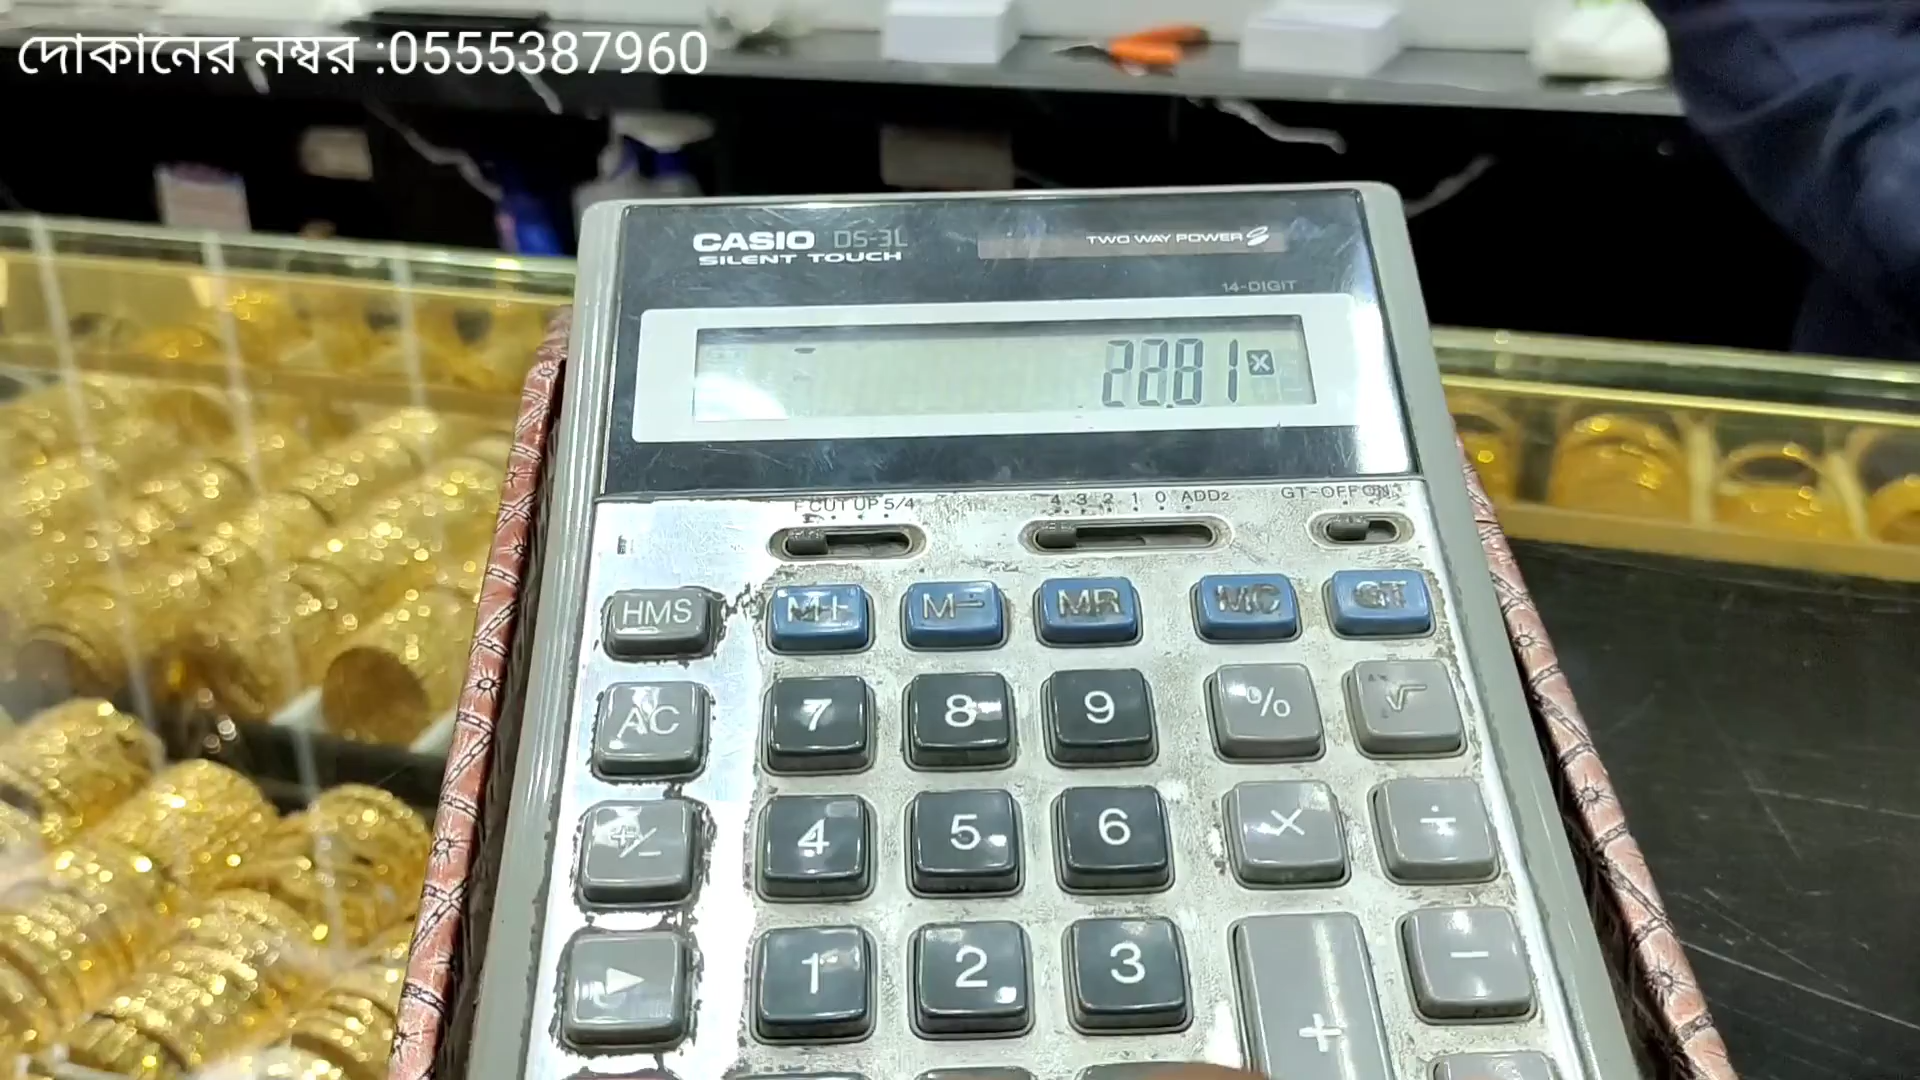 দোকানের নম্বর :0555387960
CASIO DS-3L
SILENT TOUCH
TWO WAY POWER
14-DIGIT
F CUT UP 5/4
4 3 2 1 0 ADD2
GT-OFF ON
HMS M+ M- MR MC GT
AC 7 8 9 % √
+/- 4 5 6 × ÷
▶ 1 2 3 + -